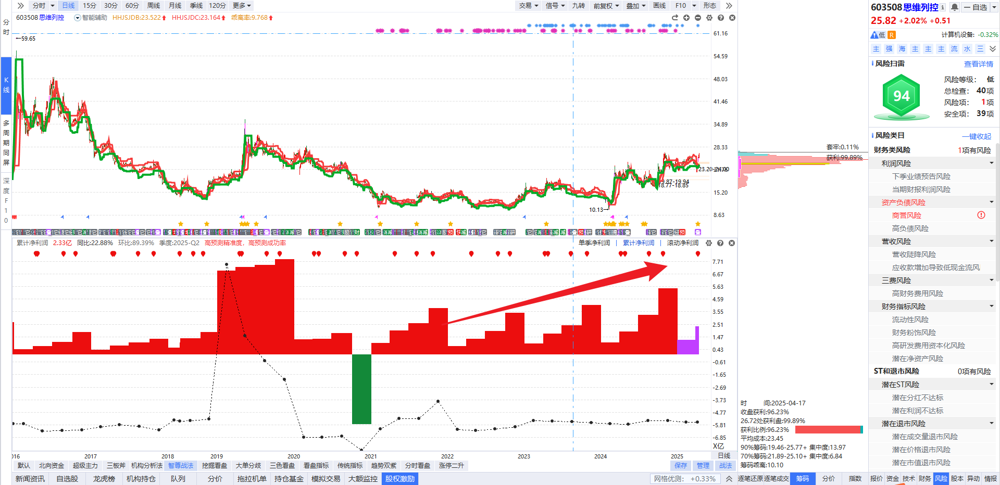 分时 日线 15分 30分 60分 周线 月线 季线 120分 更多 交易 信号 九转 前复权 叠加 画线 F10 形态
603508 思维列控 智能辅助 HHJSJDB:23.522 HHJSJDC:23.164 乖离率:9.768
分时
K线
多周期同屏
深度F10
←59.65
61.16
54.59
48.03
41.46
34.89
28.33
15.20
8.63
23.20-24.00
9.87-19.94
18.77-18.85
10.13→
累计净利润 2.33亿 同比:22.88% 环比:89.39% 季度:2025-Q2 高预测精准度，高预测成功率
单季净利润 累计净利润 滚动净利润
7.71
6.67
5.63
4.59
3.55
2.51
1.47
0.43
-0.61
-1.65
-2.69
-3.73
-4.77
-5.81
-6.85
X亿
2017 2018 2019 2020 2021 2022 2023 2024 2025 日线
默认 北向资金 超级主力 三板斧 机构分析法 智尊战法 挖掘看盘 大单分歧 三色看盘 看盘指标 传统指标 趋势双紫 分时看盘 涨停二升 保存 管理 战法
新闻资讯 自选股 龙虎榜 机构持仓 队列 分价 拖拉机单 持仓基金 模拟交易 大额监控 股权激励 网格优测: +0.33%
套牢:0.11%
获利:99.89%
时 间:2025-04-17
收盘获利:96.23%
26.72处获利盘:99.89%
获利比例:96.23%
平均成本:23.45
90%筹码:19.46-25.77+ 集中度:13.97
70%筹码:21.89-25.10+ 集中度:6.84
筹码乖离:10.10
逐笔还原 逐笔成交 筹码 分价 指数 报价 资金 技术 财务 风险 股本 异动 情报
603508 思维列控 自选
25.82 +2.02% +0.51
低 R 计算机设备: -0.32%
主 强 海 主 主 主 流 水 三
风险扫雷 查看详情
94
风险等级: 低
总检查: 40项
风险项: 1项
安全项: 39项
风险类目 一键收起
财务类风险 1项有风险
利润风险
下季业绩预告风险
当期财报利润风险
资产负债风险
商誉风险
高负债风险
营收风险
营收陡降风险
应收款增加导致低现金流风
三费风险
高财务费用风险
财务指标风险
流动性风险
财务粉饰风险
高研发费用资本化风险
潜在净资产风险
ST和退市风险 0项有风险
潜在ST风险
潜在分红不达标
潜在利润不达标
潜在退市风险
潜在成交量退市风险
潜在价格退市风险
潜在市值退市风险